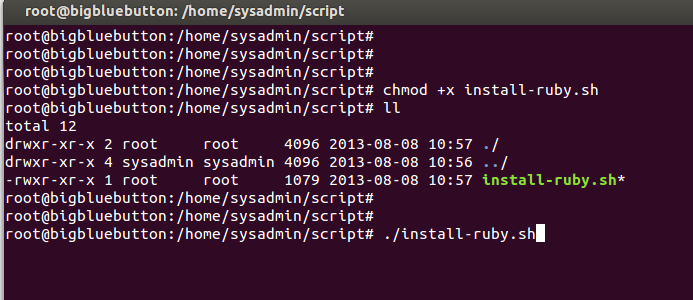 root@bigbluebutton: /home/sysadmin/script
root@bigbluebutton:/home/sysadmin/script#
root@bigbluebutton:/home/sysadmin/script#
root@bigbluebutton:/home/sysadmin/script#
root@bigbluebutton:/home/sysadmin/script# chmod +x install-ruby.sh
root@bigbluebutton:/home/sysadmin/script# ll
total 12
drwxr-xr-x 2 root     root     4096 2013-08-08 10:57 ./
drwxr-xr-x 4 sysadmin sysadmin 4096 2013-08-08 10:56 ../
-rwxr-xr-x 1 root     root     1079 2013-08-08 10:57 install-ruby.sh*
root@bigbluebutton:/home/sysadmin/script#
root@bigbluebutton:/home/sysadmin/script#
root@bigbluebutton:/home/sysadmin/script# ./install-ruby.sh